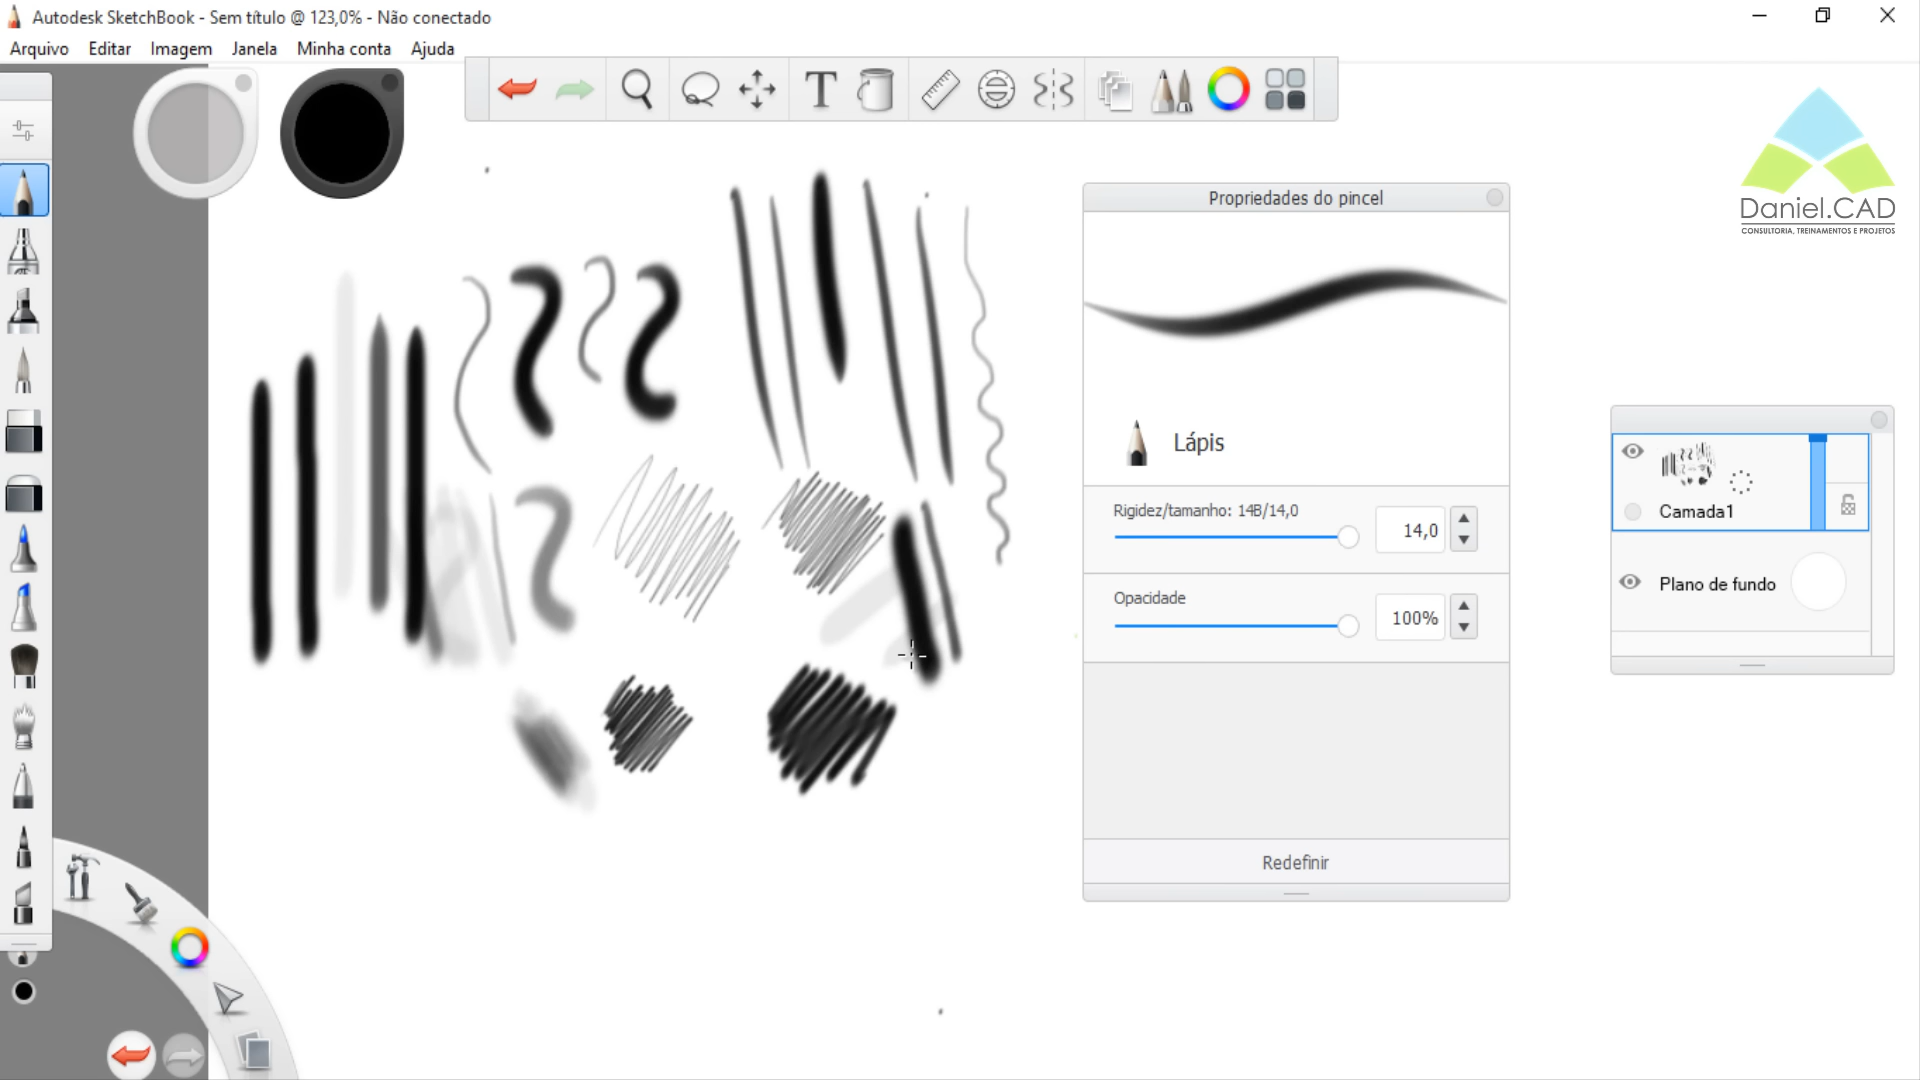 Autodesk SketchBook - Sem título @ 123,0% - Não conectado
Arquivo Editar Imagem Janela Minha conta Ajuda
T
Daniel.CAD
CONSULTORIA, TREINAMENTOS E PROJETOS
Propriedades do pincel
Lápis
Rigidez/tamanho: 14B/14,0
14,0
Opacidade
100%
Redefinir
Camada1
Plano de fundo